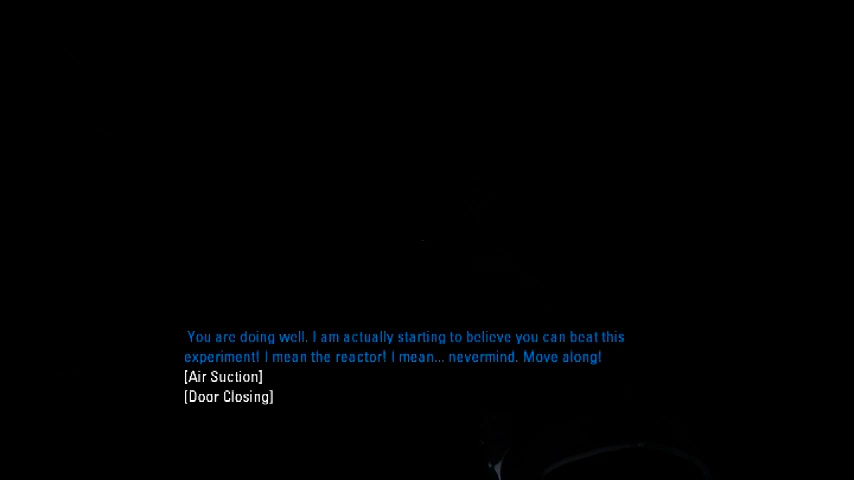 You are doing well. I am actually starting to believe you can beat this
experiment! I mean the reactor! I mean... nevermind. Move along!
[Air Suction]
[Door Closing]